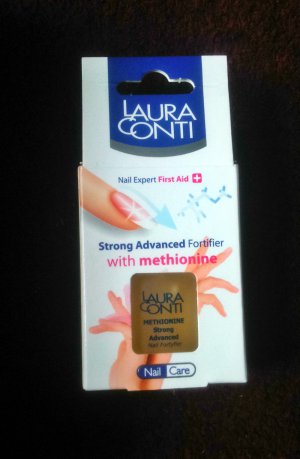 LAURA
CONTI
Nail Expert First Aid
Strong Advanced Fortifier
with methionine
LAURA
CONTI
METHIONINE
Strong
Advanced
Nail Fortifier
Nail Care